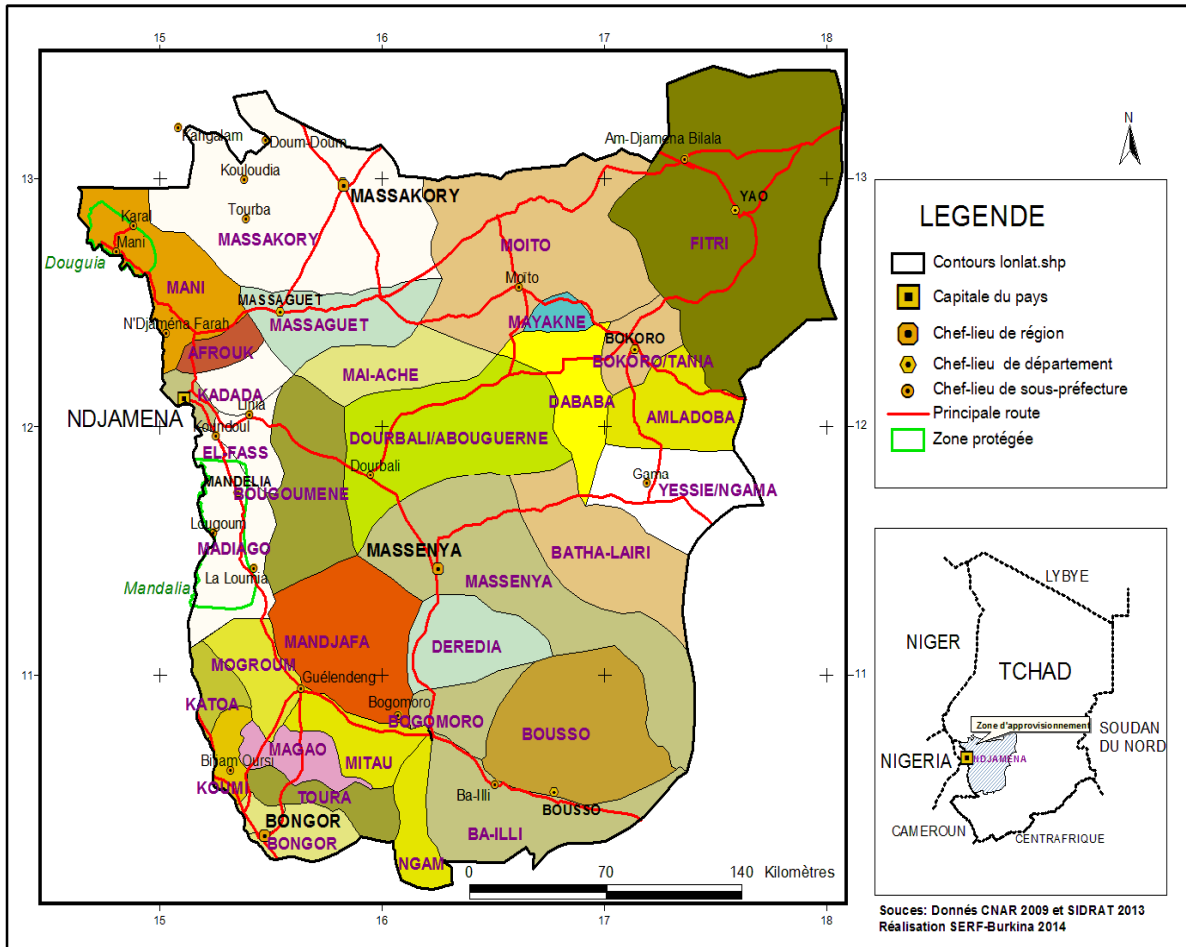 15
16
17
18
Kangalam
Doum-Doum
Am-Djamena Bilala
13
Kouloudia
MASSAKORY
13
Karal
Tourba
YAO
MASSAKORY
Mani
MOITO
FITRI
Douguia
MANI
MASSAGUET
Moïto
N'Djaména Farah
MASSAGUET
MAYAKNE
BOKORO
AFROUK
BOKORO/TANIA
MAI-ACHE
KADADA
NDJAMENA
Linia
DABABA
AMLADOBA
12
Koundoul
DOURBALI/ABOUGUERNE
12
EL-FASS
Dourbali
Gama
MANDELIA
BOUGOUMENE
YESSIE/NGAMA
Lougoum
MADIAGO
MASSENYA
BATHA-LAIRI
La Loumia
MASSENYA
Mandalia
MANDJAFA
DEREDIA
MOGROUM
11
Guélendeng
11
KATOA
Bogomoro
BOGOMORO
BOUSSO
MAGAO
MITAU
Binam Oursi
KOUMI
TOURA
Ba-Illi
BOUSSO
BONGOR
BONGOR
BA-ILLI
NGAM
0
70
140
Kilomètres
15
16
17
18
N
LEGENDE
Contours lonlat.shp
Capitale du pays
Chef-lieu de région
Chef-lieu de département
Chef-lieu de sous-préfecture
Principale route
Zone protégée
LYBYE
NIGER
TCHAD
Zone d'approvisionnement
SOUDAN
DU NORD
NIGERIA
NDJAMENA
CAMEROUN
CENTRAFRIQUE
Souces: Donnés CNAR 2009 et SIDRAT 2013
Réalisation SERF-Burkina 2014